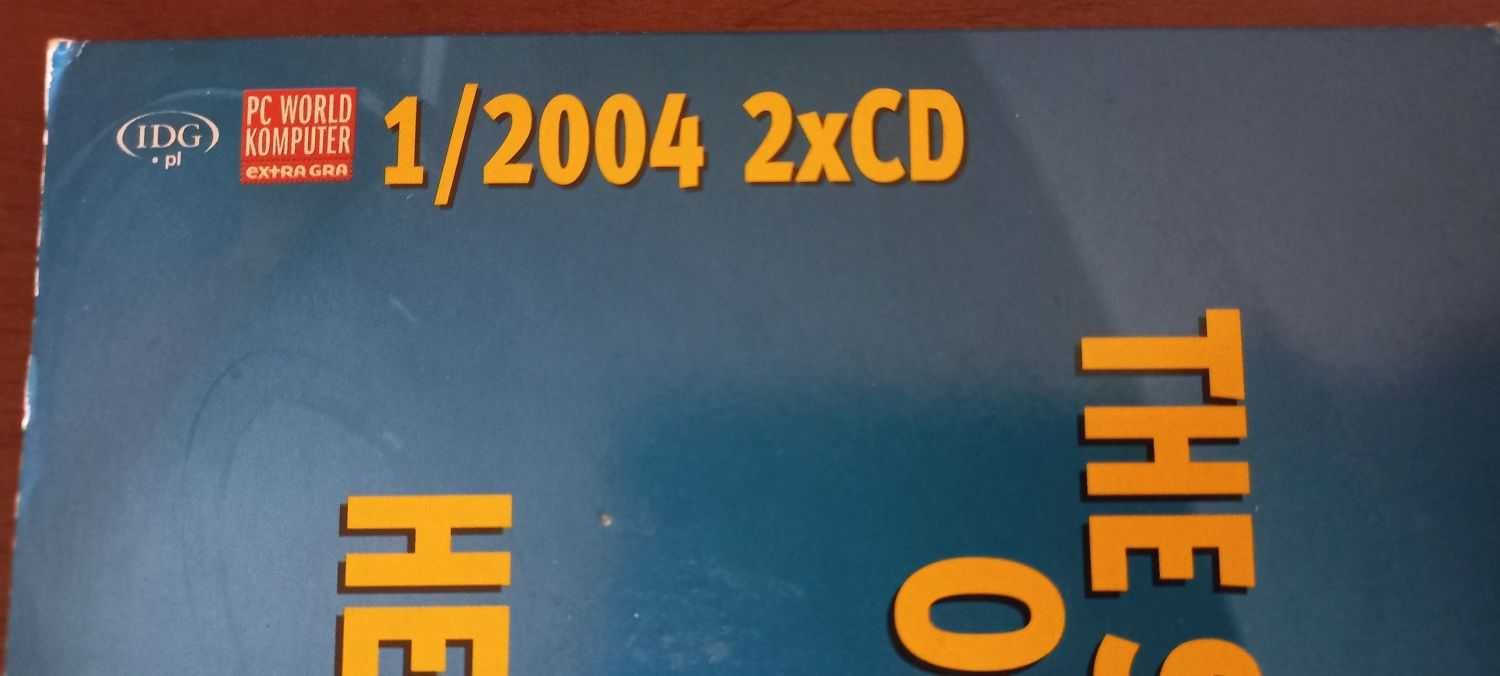 IDG
.pl
PC WORLD
KOMPUTER
extRA GRA
1/2004 2xCD
THE S
O
HE